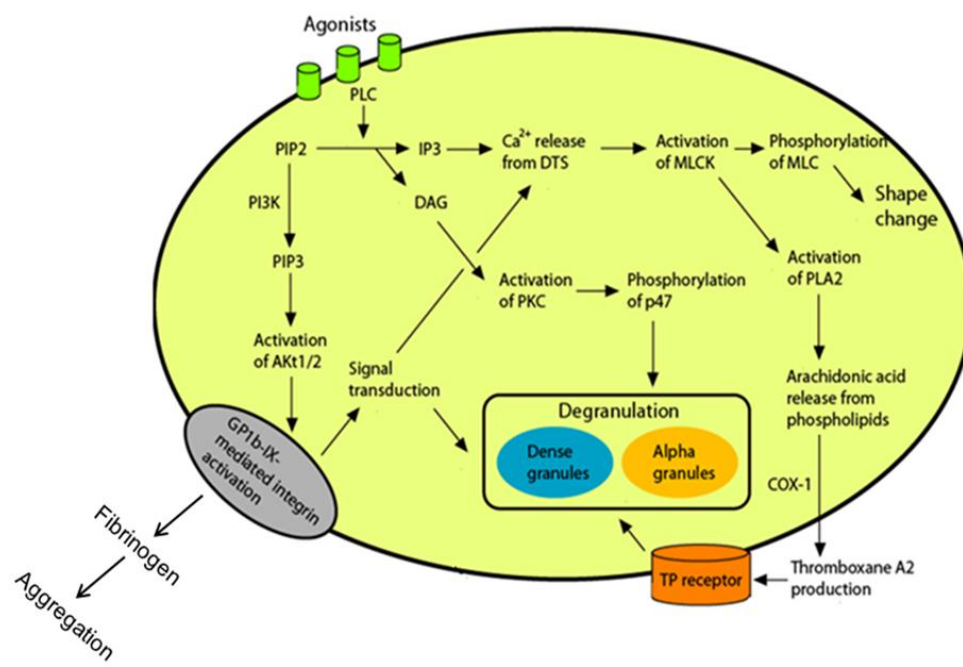 Agonists
PLC
PIP2
IP3
Ca2+ release
from DTS
Activation
of MLCK
Phosphorylation
of MLC
Shape
change
PI3K
DAG
PIP3
Activation
of PKC
Phosphorylation
of p47
Activation
of PLA2
Activation
of AKt1/2
Signal
transduction
Arachidonic acid
release from
phospholipids
Degranulation
Dense
granules
Alpha
granules
GP1b-IX-
mediated integrin
activation
COX-1
Fibrinogen
Aggregation
TP receptor
Thromboxane A2
production